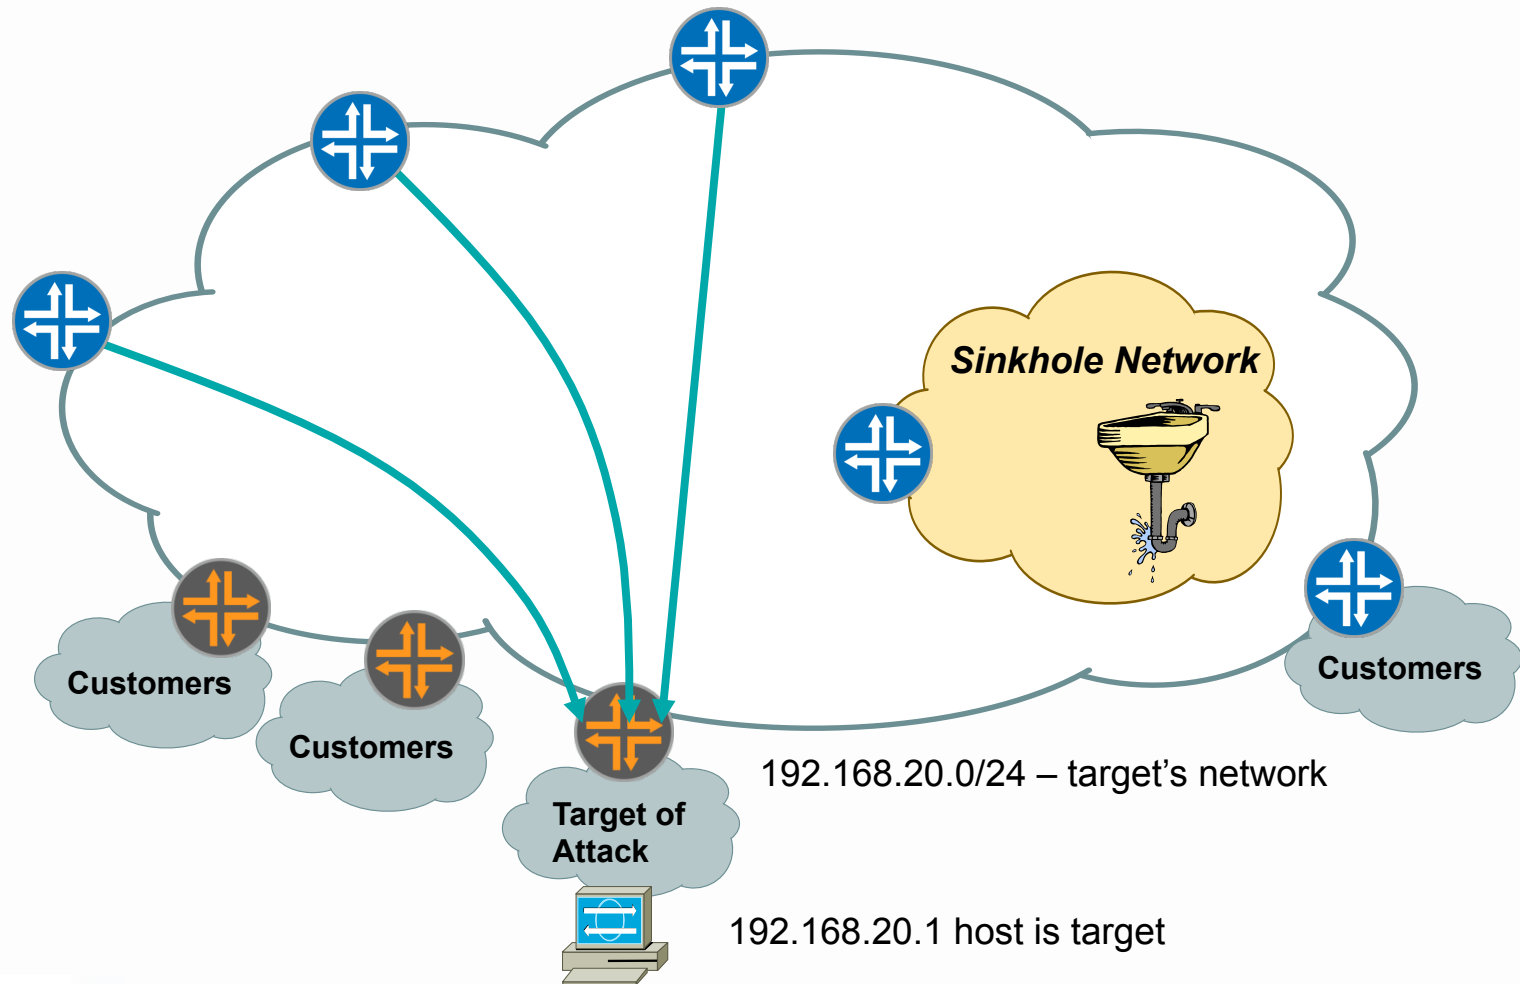 Sinkhole Network
Customers
Customers
Customers
192.168.20.0/24 – target’s network
Target of
Attack
192.168.20.1 host is target